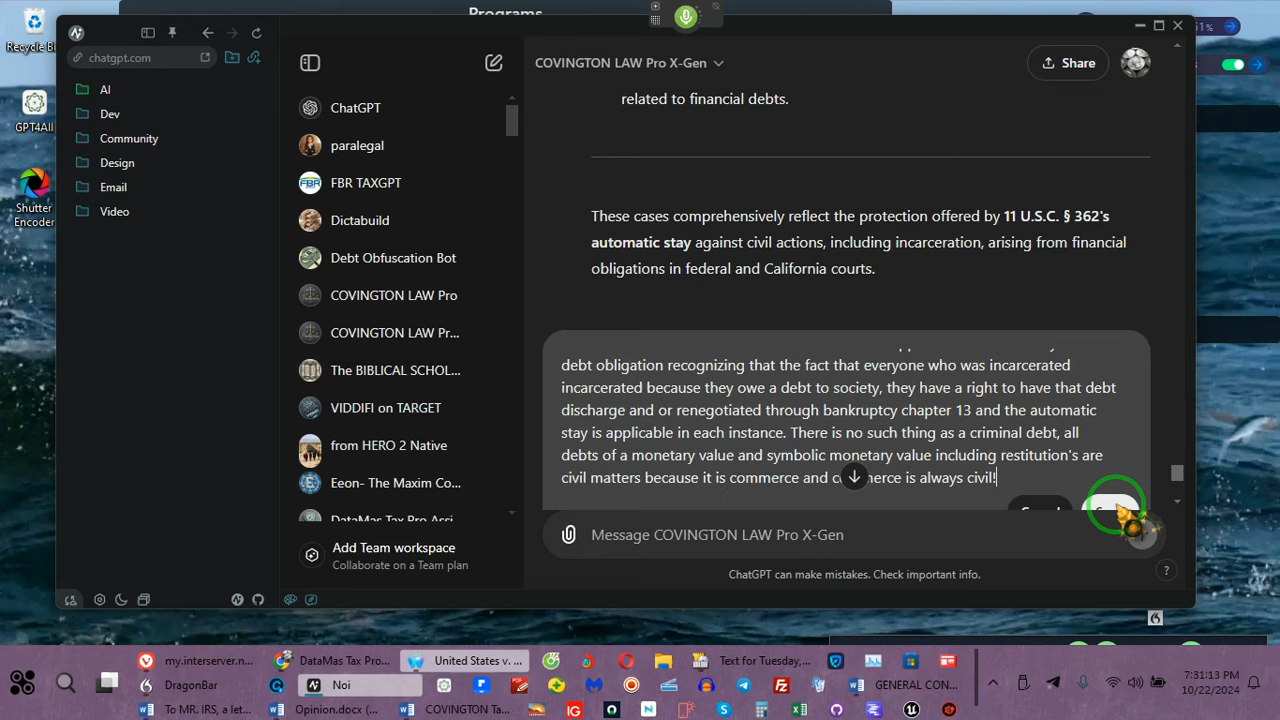 Programs
Recycle Bi
chatgpt.com
COVINGTON LAW Pro X-Gen
Share
51%
GPT4All
Shutter
Encoder
AI
Dev
Community
Design
Email
Video
ChatGPT
paralegal
FBR TAXGPT
Dictabuild
Debt Obfuscation Bot
COVINGTON LAW Pro
COVINGTON LAW Pr...
The BIBLICAL SCHOL...
VIDDIFI on TARGET
from HERO 2 Native
Eeon- The Maxim Co...
DataMas Tax Pro Assi
Add Team workspace
Collaborate on a Team plan
related to financial debts.
These cases comprehensively reflect the protection offered by 11 U.S.C. § 362's
automatic stay against civil actions, including incarceration, arising from financial
obligations in federal and California courts.
debt obligation recognizing that the fact that everyone who was incarcerated
incarcerated because they owe a debt to society, they have a right to have that debt
discharge and or renegotiated through bankruptcy chapter 13 and the automatic
stay is applicable in each instance. There is no such thing as a criminal debt, all
debts of a monetary value and symbolic monetary value including restitution's are
civil matters because it is commerce and commerce is always civil!
Message COVINGTON LAW Pro X-Gen
ChatGPT can make mistakes. Check important info.
?
my.interserver.n...
DataMas Tax Pro...
United States v. ...
Text for Tuesday,...
DragonBar
Noi
GENERAL CON...
To MR. IRS, a let...
Opinion.docx (...
COVINGTON Ta...
7:31:13 PM
10/22/2024